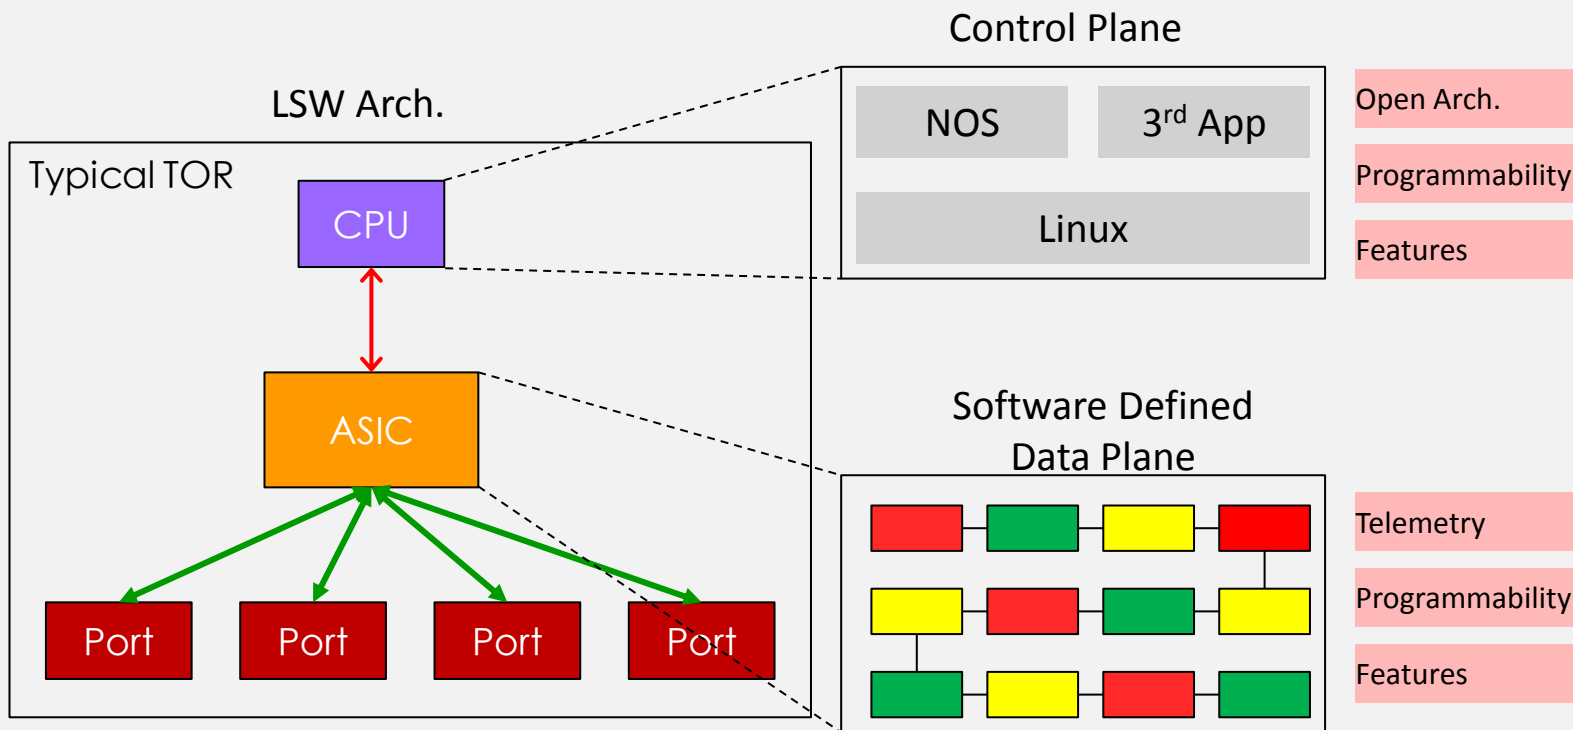 Control Plane
LSW Arch.
Typical TOR
CPU
ASIC
Port
Port
Port
Port
NOS
3rd App
Linux
Open Arch.
Programmability
Features
Software Defined
Data Plane
Telemetry
Programmability
Features